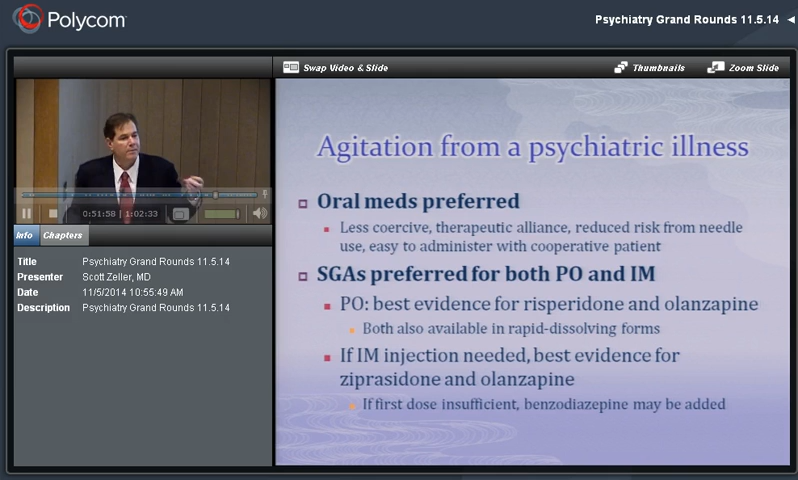 Polycom
Psychiatry Grand Rounds 11.5.14
Swap Video & Slide
Thumbnails
Zoom Slide
0:51:58 | 1:02:33
Info
Chapters
Title Psychiatry Grand Rounds 11.5.14
Presenter Scott Zeller, MD
Date 11/5/2014 10:55:49 AM
Description Psychiatry Grand Rounds 11.5.14
Agitation from a psychiatric illness
Oral meds preferred
Less coercive, therapeutic alliance, reduced risk from needle
use, easy to administer with cooperative patient
SGAs preferred for both PO and IM
PO: best evidence for risperidone and olanzapine
Both also available in rapid-dissolving forms
If IM injection needed, best evidence for
ziprasidone and olanzapine
If first dose insufficient, benzodiazepine may be added